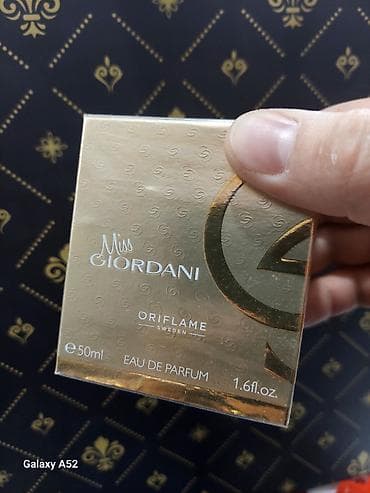 Miss
GIORDANI
ORIFLAME
SWEDEN
℮50ml EAU DE PARFUM 1.6fl.oz.
Galaxy A52